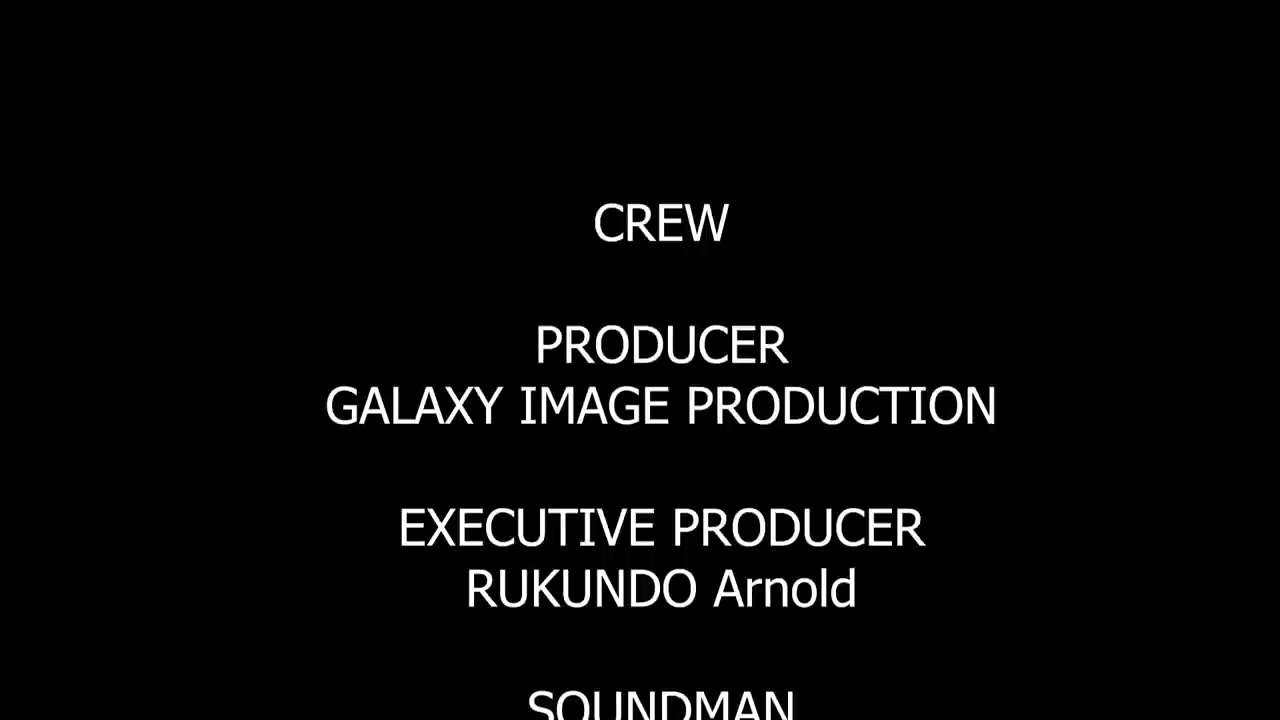 CREW
PRODUCER
GALAXY IMAGE PRODUCTION
EXECUTIVE PRODUCER
RUKUNDO Arnold
SOUNDMAN